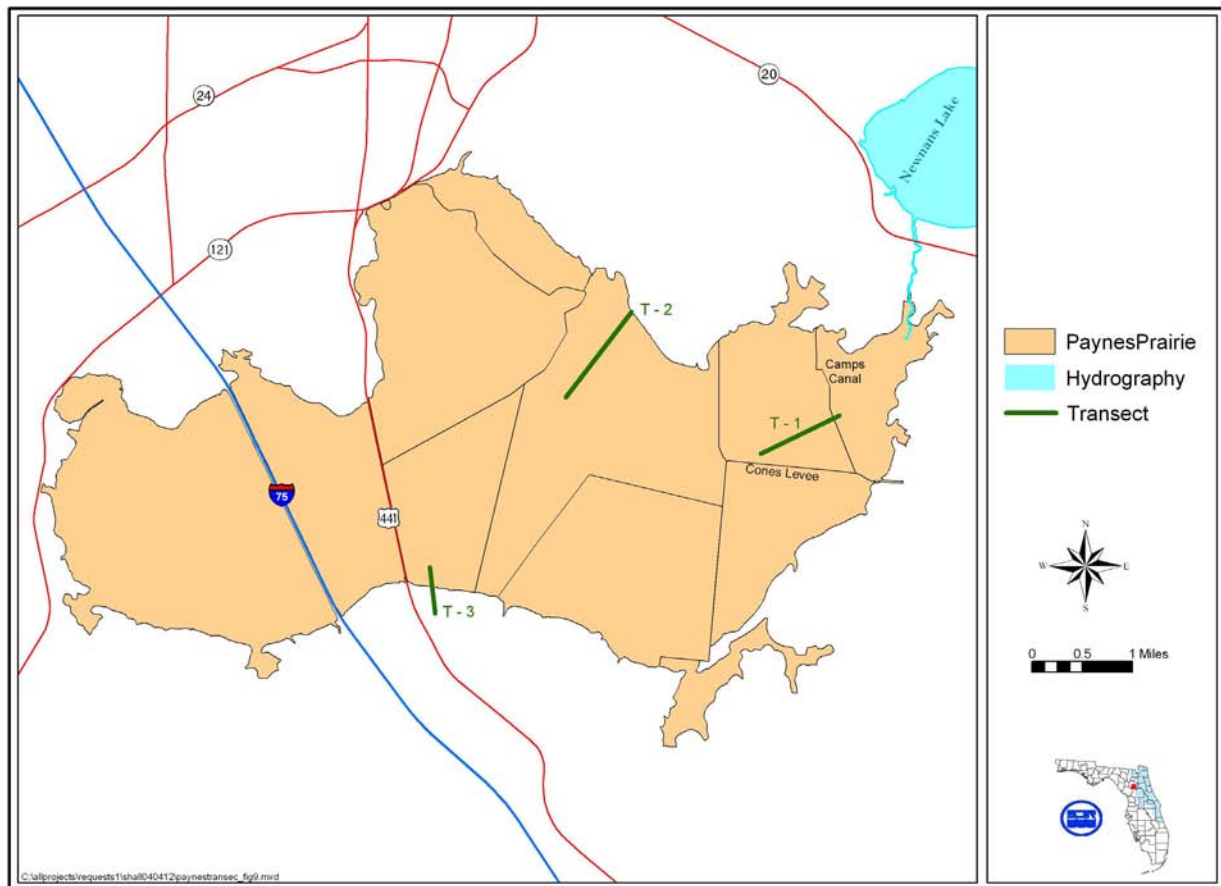 24
20
Newnans Lake
121
T - 2
Camps
Canal
T - 1
Cones Levee
75
441
T - 3
C:\allprojects\requests1\shall040412\paynestransec_fig9.mxd
PaynesPrairie
Hydrography
Transect
N
W
E
S
0
0.5
1 Miles